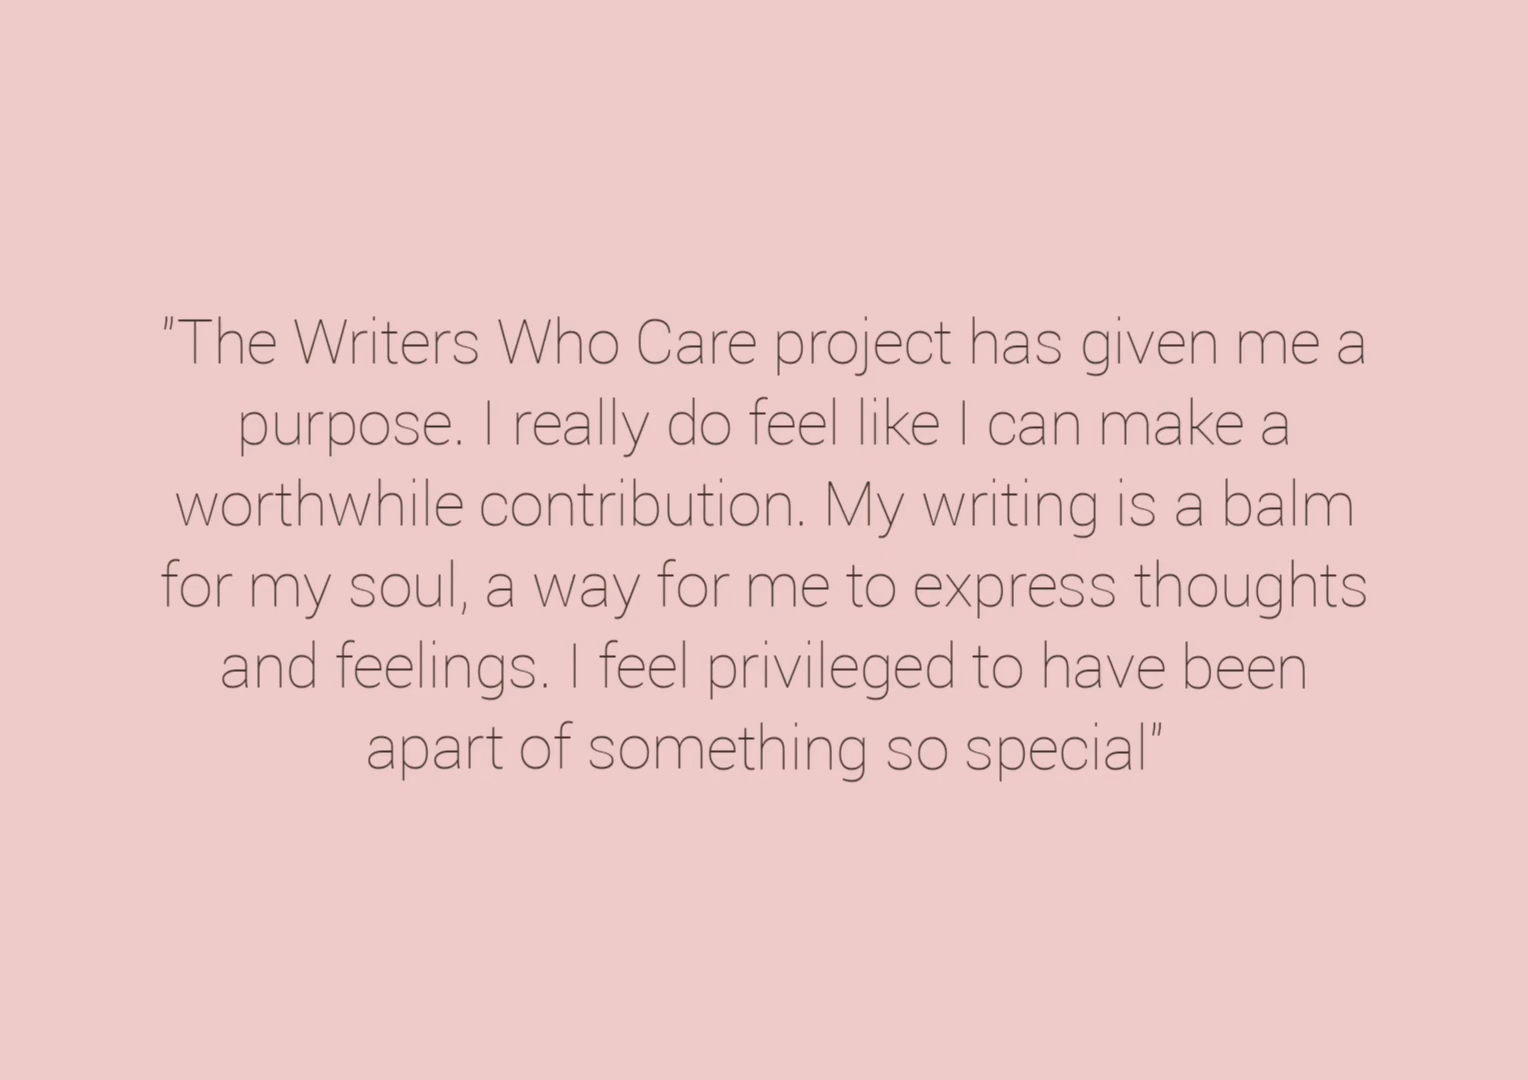 "The Writers Who Care project has given me a
purpose. I really do feel like I can make a
worthwhile contribution. My writing is a balm
for my soul, a way for me to express thoughts
and feelings. I feel privileged to have been
apart of something so special"